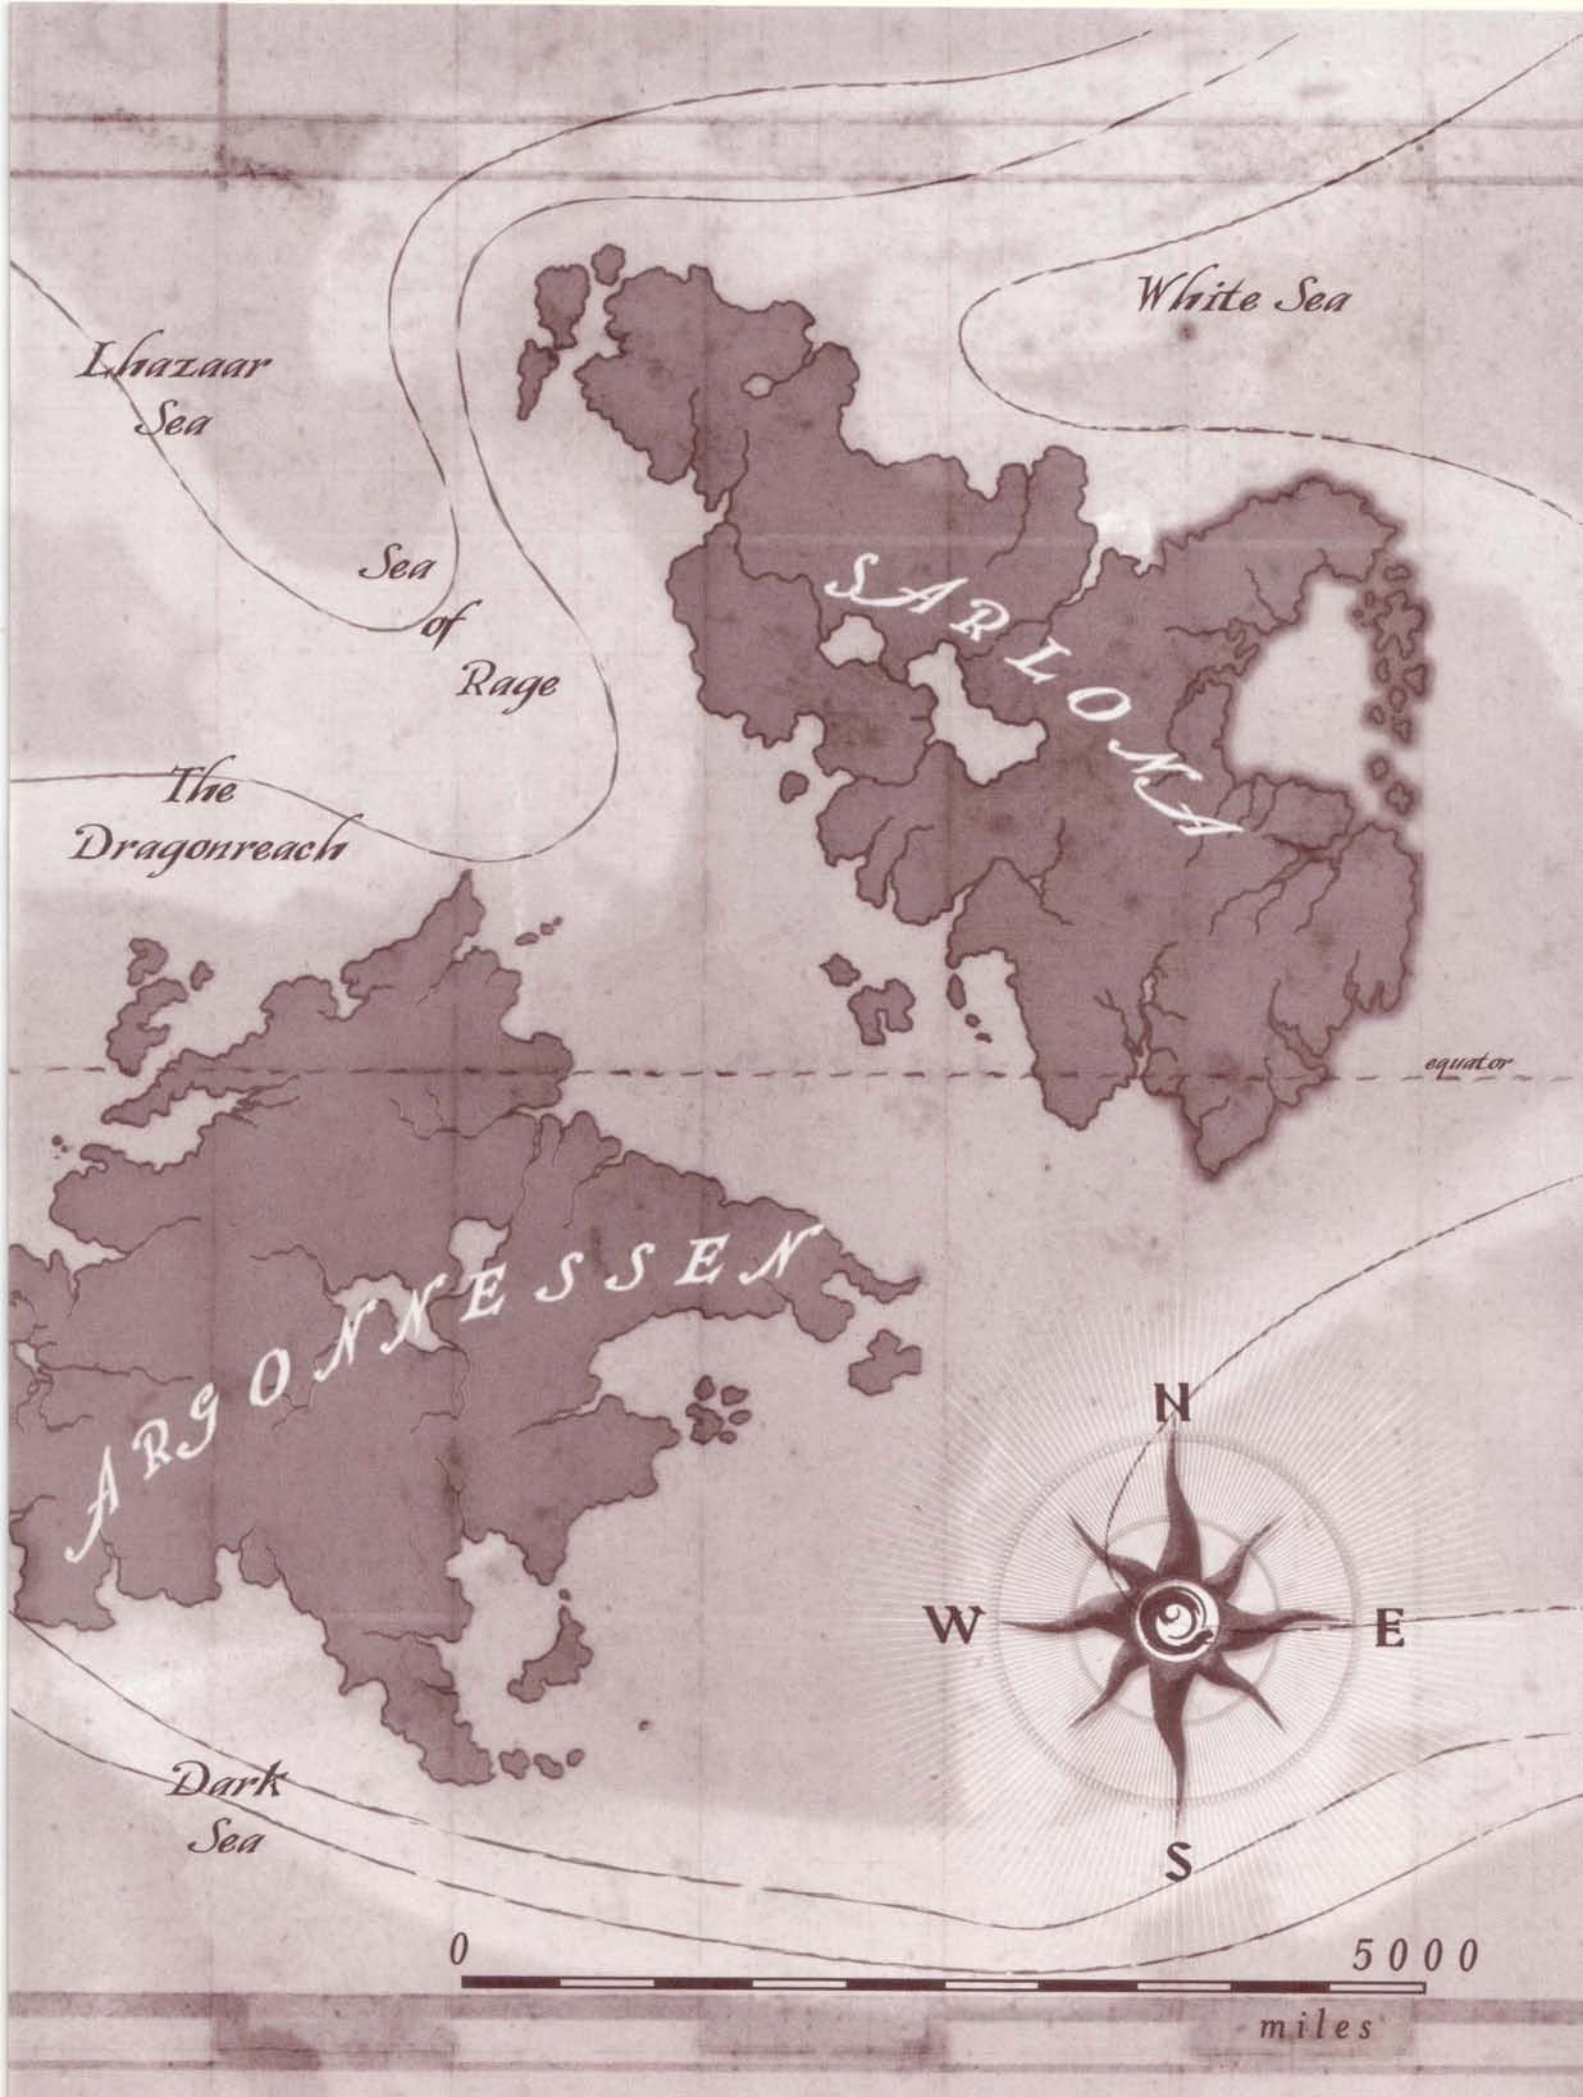 White Sea
Lhazaar
Sea
Sea
of
Rage
SARLONA
The
Dragonreach
equator
ARGONNESSEN
N
W
E
S
Dark
Sea
0
5000
miles